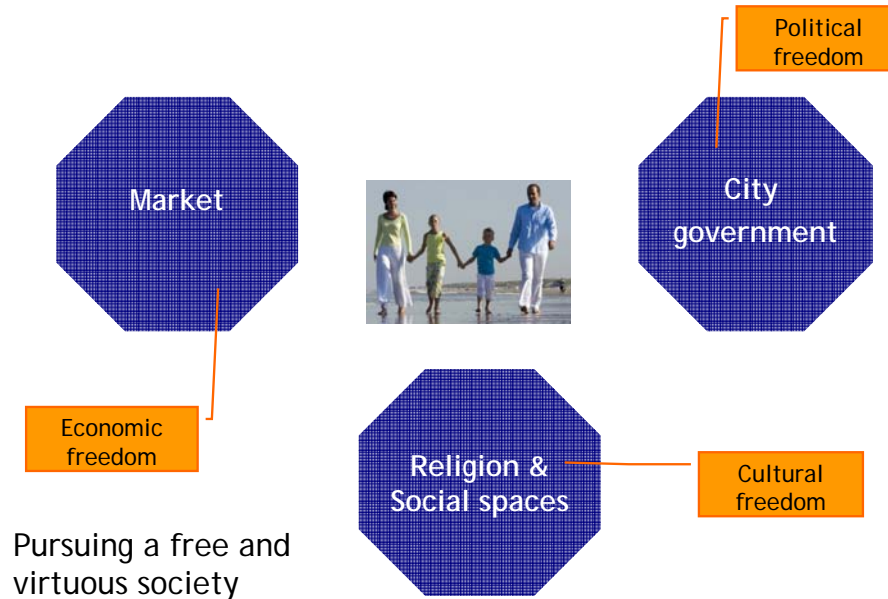 Political
freedom
Market
City
government
Economic
freedom
Religion &
Social spaces
Cultural
freedom
Pursuing a free and
virtuous society